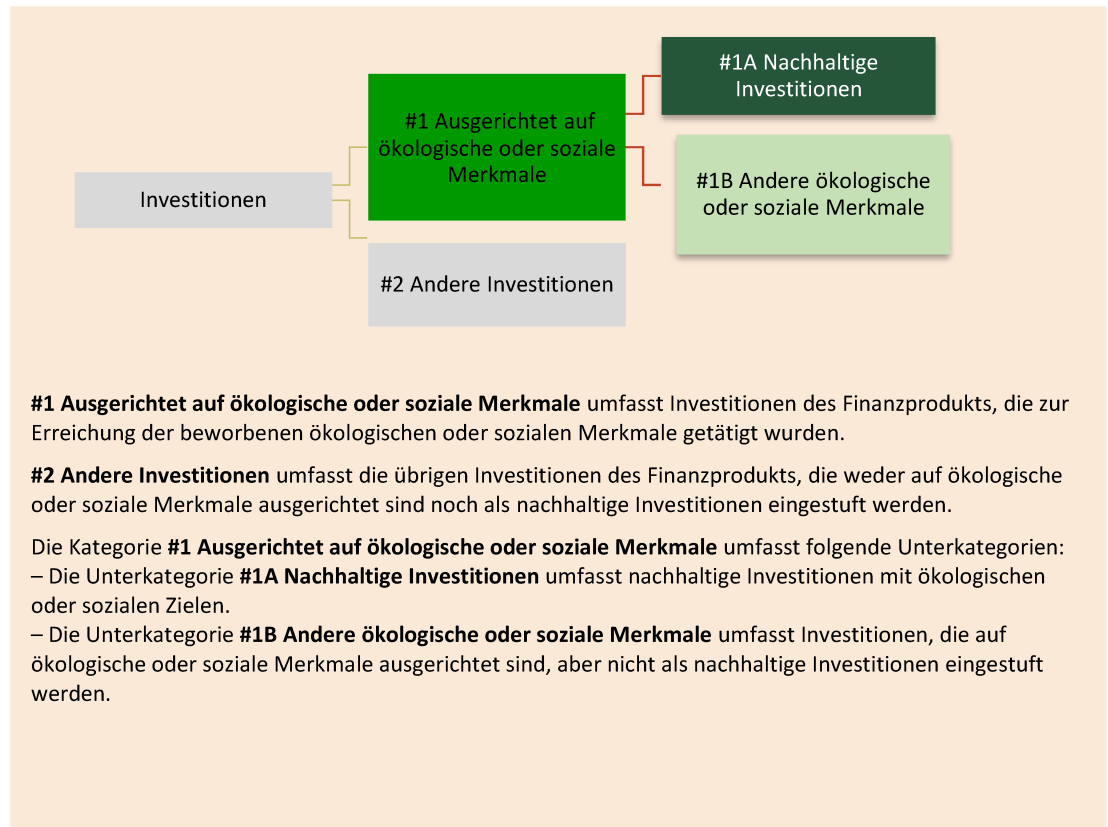 #1A Nachhaltige
Investitionen
#1 Ausgerichtet auf
ökologische oder soziale
Merkmale
#1B Andere ökologische
oder soziale Merkmale
Investitionen
#2 Andere Investitionen
#1 Ausgerichtet auf ökologische oder soziale Merkmale umfasst Investitionen des Finanzprodukts, die zur
Erreichung der beworbenen ökologischen oder sozialen Merkmale getätigt wurden.
#2 Andere Investitionen umfasst die übrigen Investitionen des Finanzprodukts, die weder auf ökologische
oder soziale Merkmale ausgerichtet sind noch als nachhaltige Investitionen eingestuft werden.
Die Kategorie #1 Ausgerichtet auf ökologische oder soziale Merkmale umfasst folgende Unterkategorien:
– Die Unterkategorie #1A Nachhaltige Investitionen umfasst nachhaltige Investitionen mit ökologischen
oder sozialen Zielen.
– Die Unterkategorie #1B Andere ökologische oder soziale Merkmale umfasst Investitionen, die auf
ökologische oder soziale Merkmale ausgerichtet sind, aber nicht als nachhaltige Investitionen eingestuft
werden.